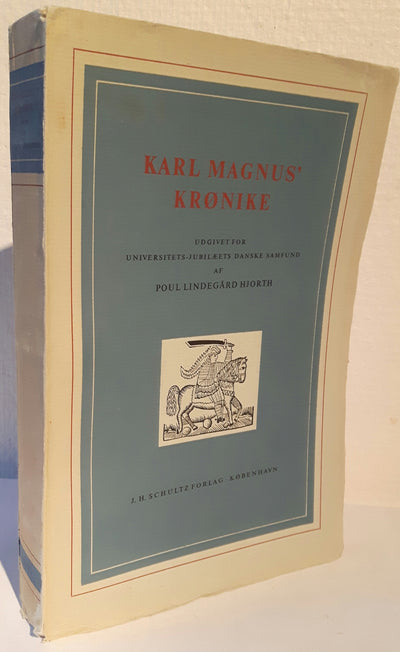 KARL MAGNUS'
KRØNIKE
UDGIVET FOR
UNIVERSITETS-JUBILÆETS DANSKE SAMFUND
AF
POUL LINDEGÅRD HJORTH
J. H. SCHULTZ FORLAG · KØBENHAVN